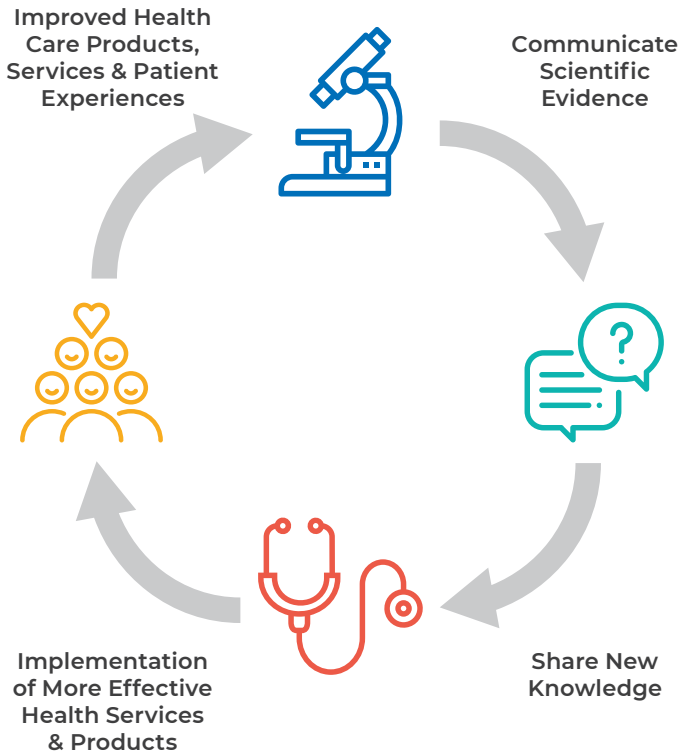 Improved Health
Care Products,
Services & Patient
Experiences
Communicate
Scientific
Evidence
?
Share New
Knowledge
Implementation
of More Effective
Health Services
& Products